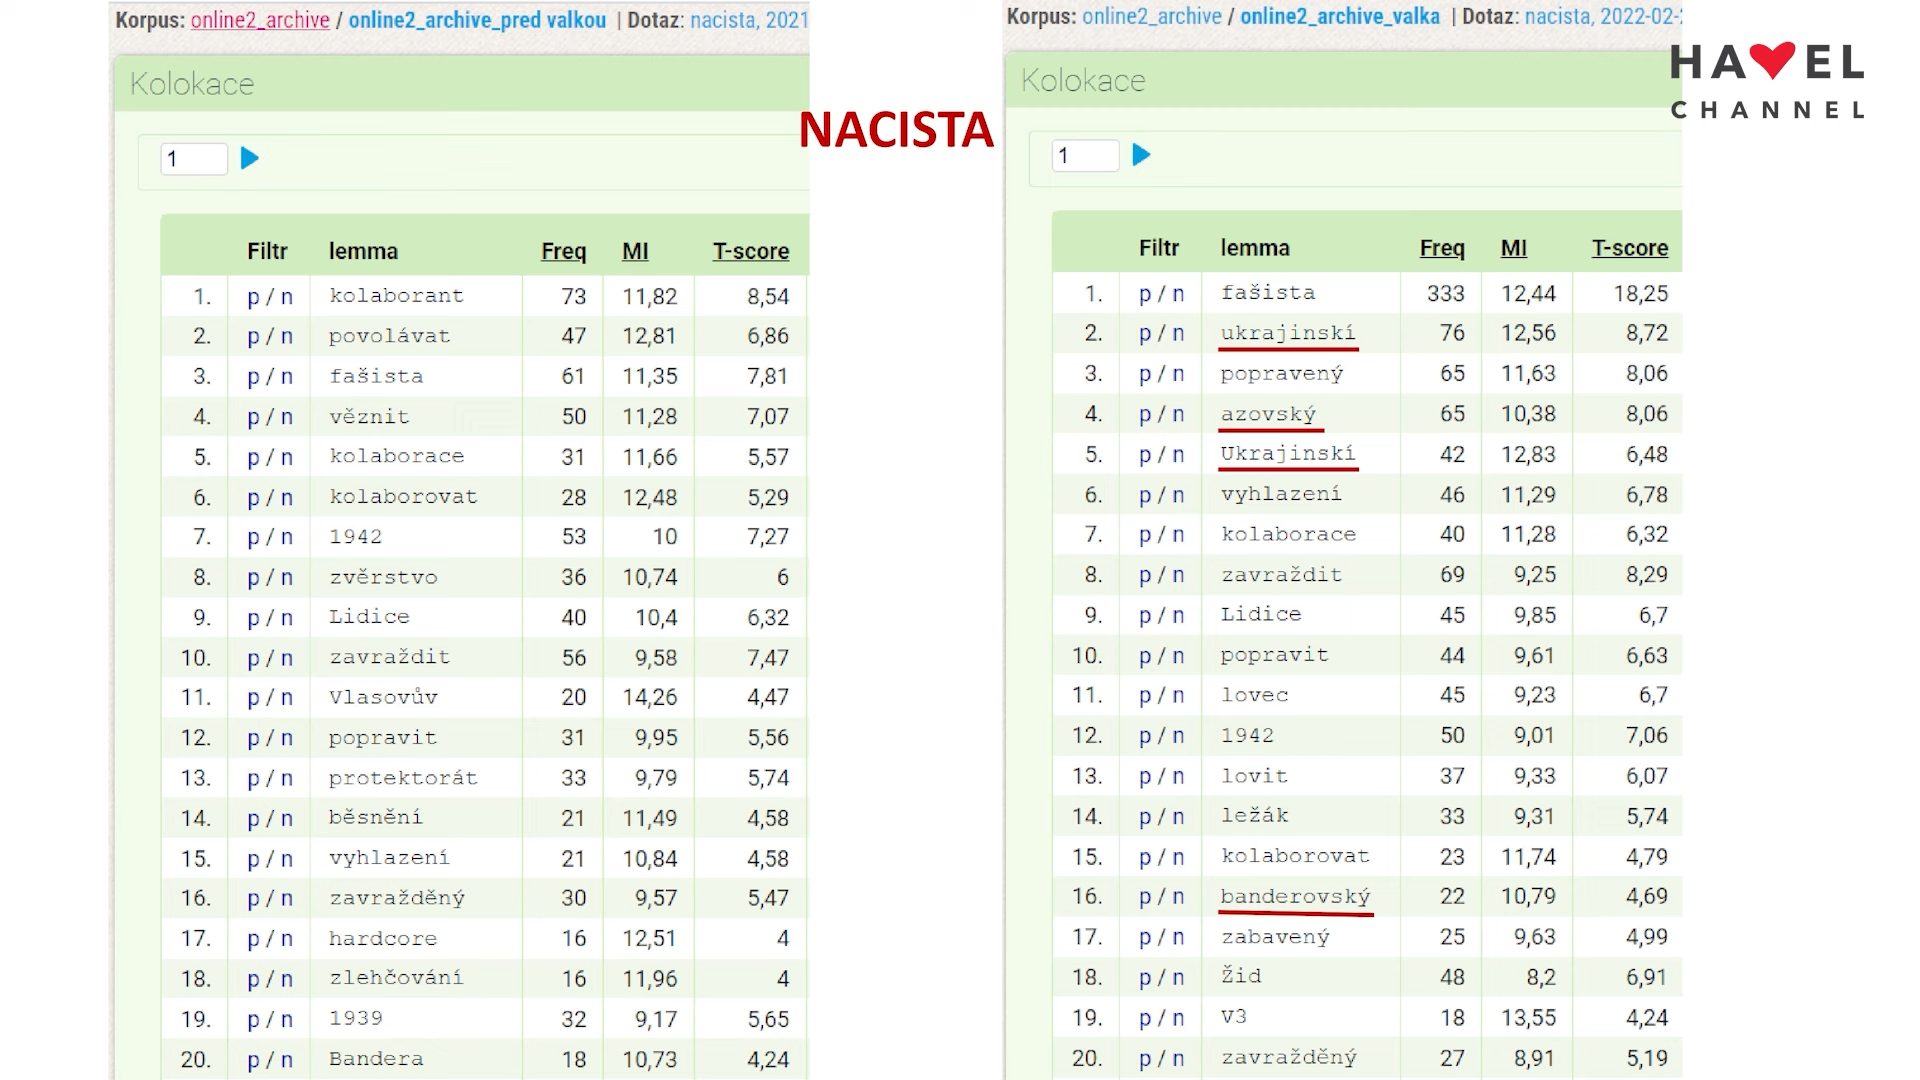 Korpus: online2_archive / online2_archive_pred valkou | Dotaz: nacista, 2021
Kolokace
1
Filtr lemma Freq MI T-score
1. p / n kolaborant 73 11,82 8,54
2. p / n povolávat 47 12,81 6,86
3. p / n fašista 61 11,35 7,81
4. p / n věznit 50 11,28 7,07
5. p / n kolaborace 31 11,66 5,57
6. p / n kolaborovat 28 12,48 5,29
7. p / n 1942 53 10 7,27
8. p / n zvěrstvo 36 10,74 6
9. p / n Lidice 40 10,4 6,32
10. p / n zavraždit 56 9,58 7,47
11. p / n Vlasovův 20 14,26 4,47
12. p / n popravit 31 9,95 5,56
13. p / n protektorát 33 9,79 5,74
14. p / n běsnění 21 11,49 4,58
15. p / n vyhlazení 21 10,84 4,58
16. p / n zavražděný 30 9,57 5,47
17. p / n hardcore 16 12,51 4
18. p / n zlehčování 16 11,96 4
19. p / n 1939 32 9,17 5,65
20. p / n Bandera 18 10,73 4,24
NACISTA
Korpus: online2_archive / online2_archive_valka | Dotaz: nacista, 2022-02-
Kolokace
1
Filtr lemma Freq MI T-score
1. p / n fašista 333 12,44 18,25
2. p / n ukrajinskí 76 12,56 8,72
3. p / n popravený 65 11,63 8,06
4. p / n azovský 65 10,38 8,06
5. p / n Ukrajinskí 42 12,83 6,48
6. p / n vyhlazení 46 11,29 6,78
7. p / n kolaborace 40 11,28 6,32
8. p / n zavraždit 69 9,25 8,29
9. p / n Lidice 45 9,85 6,7
10. p / n popravit 44 9,61 6,63
11. p / n lovec 45 9,23 6,7
12. p / n 1942 50 9,01 7,06
13. p / n lovit 37 9,33 6,07
14. p / n ležák 33 9,31 5,74
15. p / n kolaborovat 23 11,74 4,79
16. p / n banderovský 22 10,79 4,69
17. p / n zabavený 25 9,63 4,99
18. p / n Žid 48 8,2 6,91
19. p / n V3 18 13,55 4,24
20. p / n zavražděný 27 8,91 5,19
HAVEL
CHANNEL